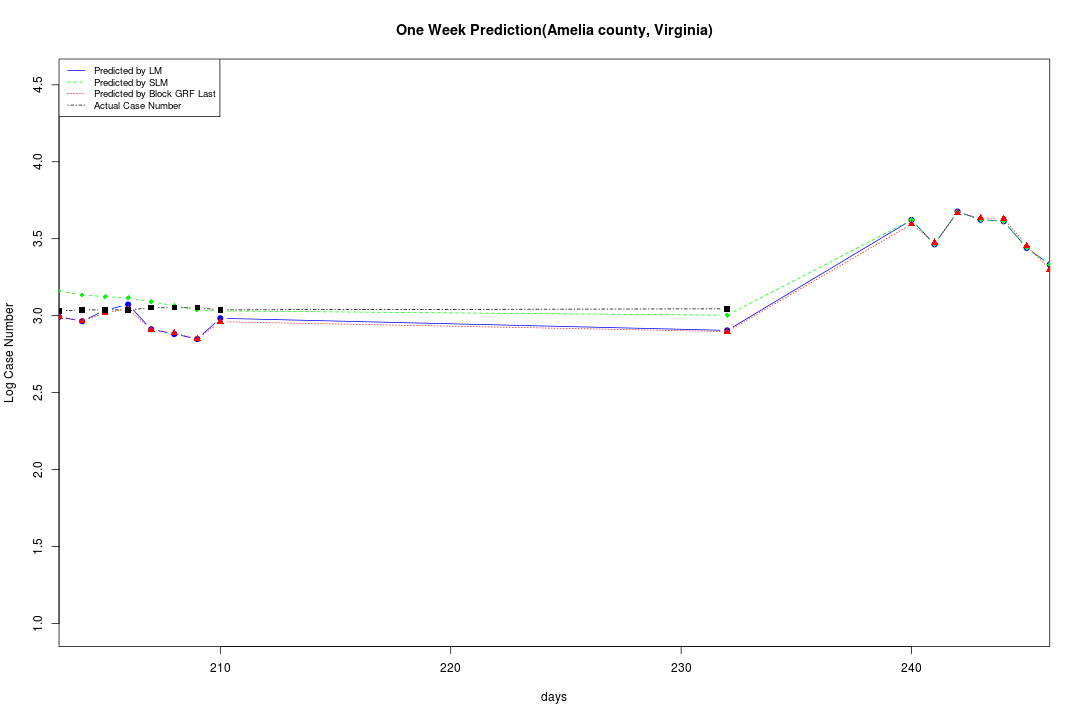 One Week Prediction(Amelia county, Virginia)
Predicted by LM
Predicted by SLM
Predicted by Block GRF Last
Actual Case Number
4.5
4.0
3.5
3.0
2.5
2.0
1.5
1.0
Log Case Number
210 220 230 240
days